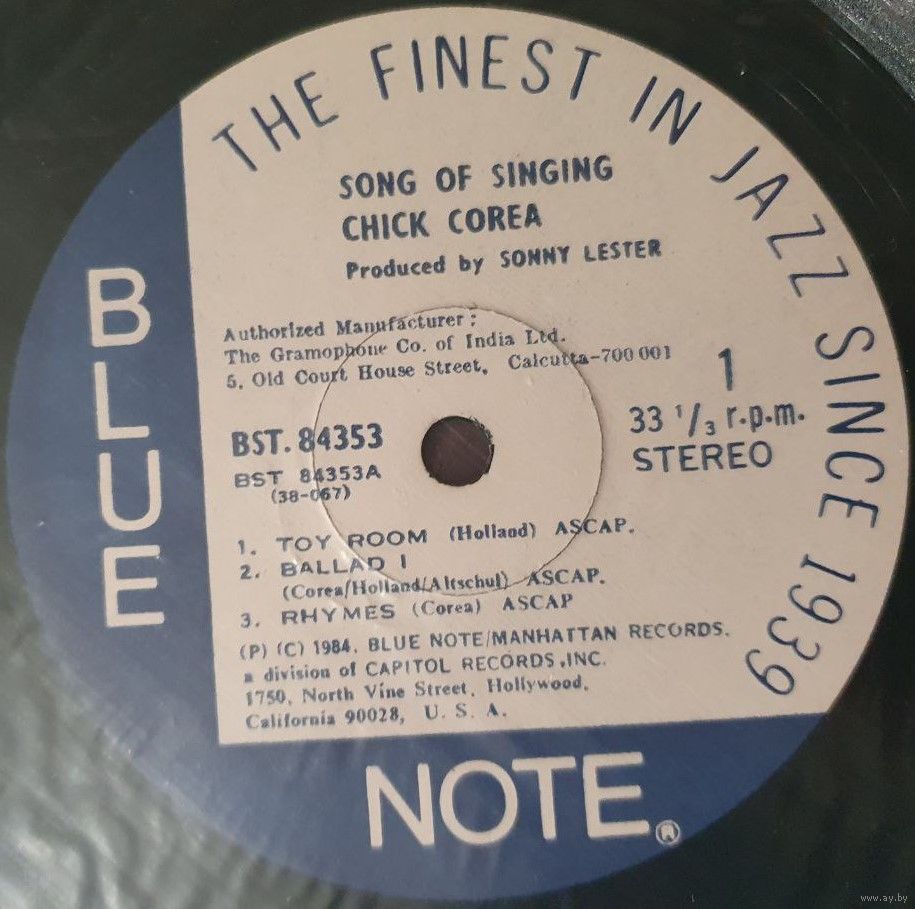 THE FINEST IN JAZZ SINCE 1939
SONG OF SINGING
CHICK COREA
Produced by SONNY LESTER
Authorized Manufacturer:
The Gramophone Co. of India Ltd.
5, Old Court House Street, Calcutta-700 001
1
33 1/3 r.p.m.
STEREO
BST. 84353
BST 84353A
(38-067)
1. TOY ROOM (Holland) ASCAP.
2. BALLAD I
(Corea/Holland/Altschul) ASCAP.
3. RHYMES (Corea) ASCAP
(P) (C) 1984. BLUE NOTE/MANHATTAN RECORDS.
a division of CAPITOL RECORDS,INC.
1750, North Vine Street, Hollywood,
California 90028, U. S. A.
BLUE
NOTE®
www.ay.by